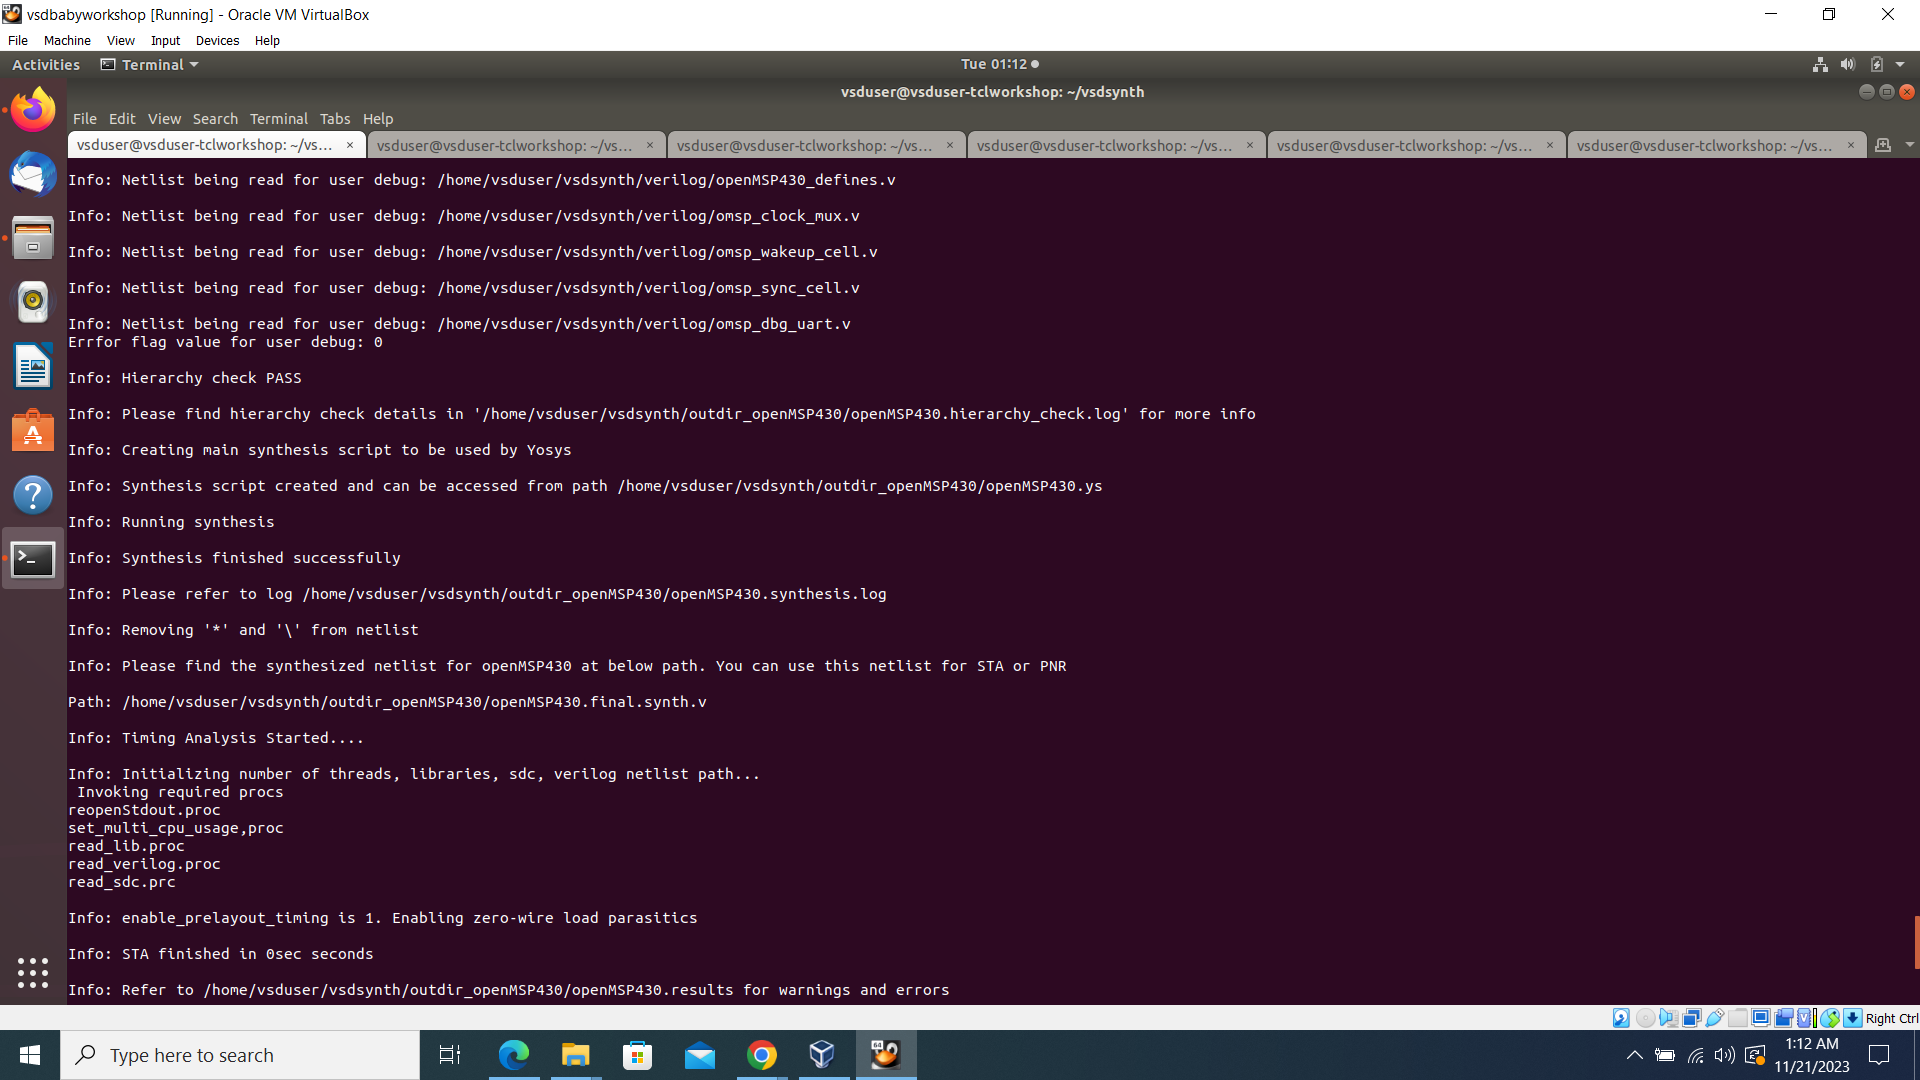 vsdbabyworkshop [Running] - Oracle VM VirtualBox
File Machine View Input Devices Help
Activities Terminal Tue 01:12
vsduser@vsduser-tclworkshop: ~/vsdsynth
File Edit View Search Terminal Tabs Help
vsduser@vsduser-tclworkshop: ~/vs... × vsduser@vsduser-tclworkshop: ~/vs... × vsduser@vsduser-tclworkshop: ~/vs... × vsduser@vsduser-tclworkshop: ~/vs... × vsduser@vsduser-tclworkshop: ~/vs... × vsduser@vsduser-tclworkshop: ~/vs... ×
Info: Netlist being read for user debug: /home/vsduser/vsdsynth/verilog/openMSP430_defines.v
Info: Netlist being read for user debug: /home/vsduser/vsdsynth/verilog/omsp_clock_mux.v
Info: Netlist being read for user debug: /home/vsduser/vsdsynth/verilog/omsp_wakeup_cell.v
Info: Netlist being read for user debug: /home/vsduser/vsdsynth/verilog/omsp_sync_cell.v
Info: Netlist being read for user debug: /home/vsduser/vsdsynth/verilog/omsp_dbg_uart.v
Errfor flag value for user debug: 0
Info: Hierarchy check PASS
Info: Please find hierarchy check details in '/home/vsduser/vsdsynth/outdir_openMSP430/openMSP430.hierarchy_check.log' for more info
Info: Creating main synthesis script to be used by Yosys
Info: Synthesis script created and can be accessed from path /home/vsduser/vsdsynth/outdir_openMSP430/openMSP430.ys
Info: Running synthesis
Info: Synthesis finished successfully
Info: Please refer to log /home/vsduser/vsdsynth/outdir_openMSP430/openMSP430.synthesis.log
Info: Removing '*' and '\' from netlist
Info: Please find the synthesized netlist for openMSP430 at below path. You can use this netlist for STA or PNR
Path: /home/vsduser/vsdsynth/outdir_openMSP430/openMSP430.final.synth.v
Info: Timing Analysis Started....
Info: Initializing number of threads, libraries, sdc, verilog netlist path...
Invoking required procs
reopenStdout.proc
set_multi_cpu_usage,proc
read_lib.proc
read_verilog.proc
read_sdc.prc
Info: enable_prelayout_timing is 1. Enabling zero-wire load parasitics
Info: STA finished in 0sec seconds
Info: Refer to /home/vsduser/vsdsynth/outdir_openMSP430/openMSP430.results for warnings and errors
Right Ctrl
Type here to search
1:12 AM
11/21/2023